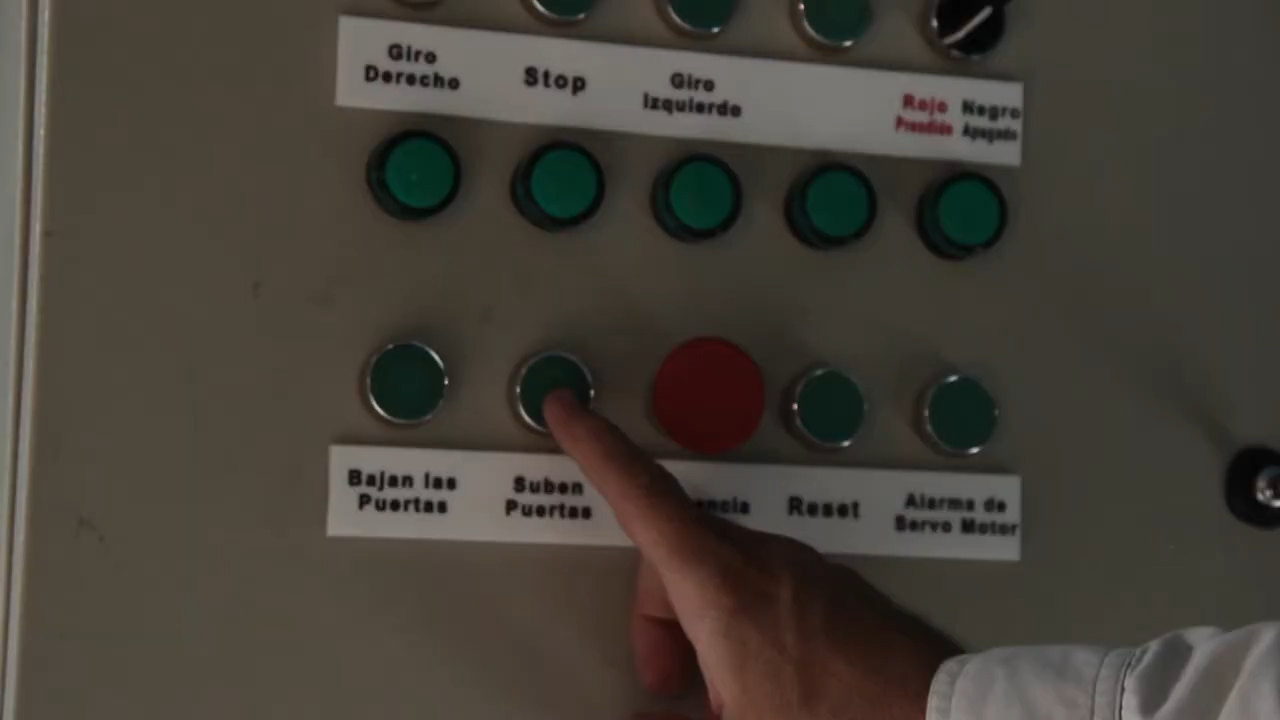 Giro
Derecho
Stop
Giro
Izquierdo
Rojo Negro
Prendido Apagado
Bajan las
Puertas
Suben
Puertas
Reset
Alarma de
Servo Motor